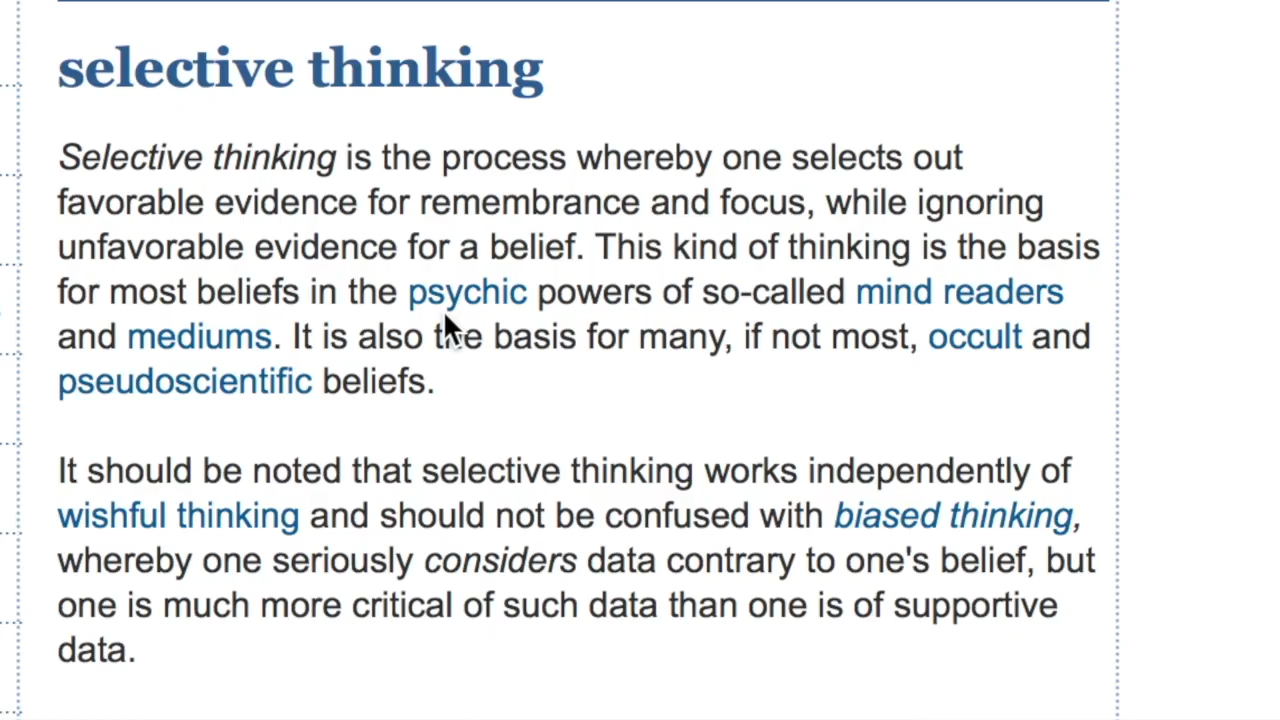 selective thinking
Selective thinking is the process whereby one selects out
favorable evidence for remembrance and focus, while ignoring
unfavorable evidence for a belief. This kind of thinking is the basis
for most beliefs in the psychic powers of so-called mind readers
and mediums. It is also the basis for many, if not most, occult and
pseudoscientific beliefs.
It should be noted that selective thinking works independently of
wishful thinking and should not be confused with biased thinking,
whereby one seriously considers data contrary to one's belief, but
one is much more critical of such data than one is of supportive
data.